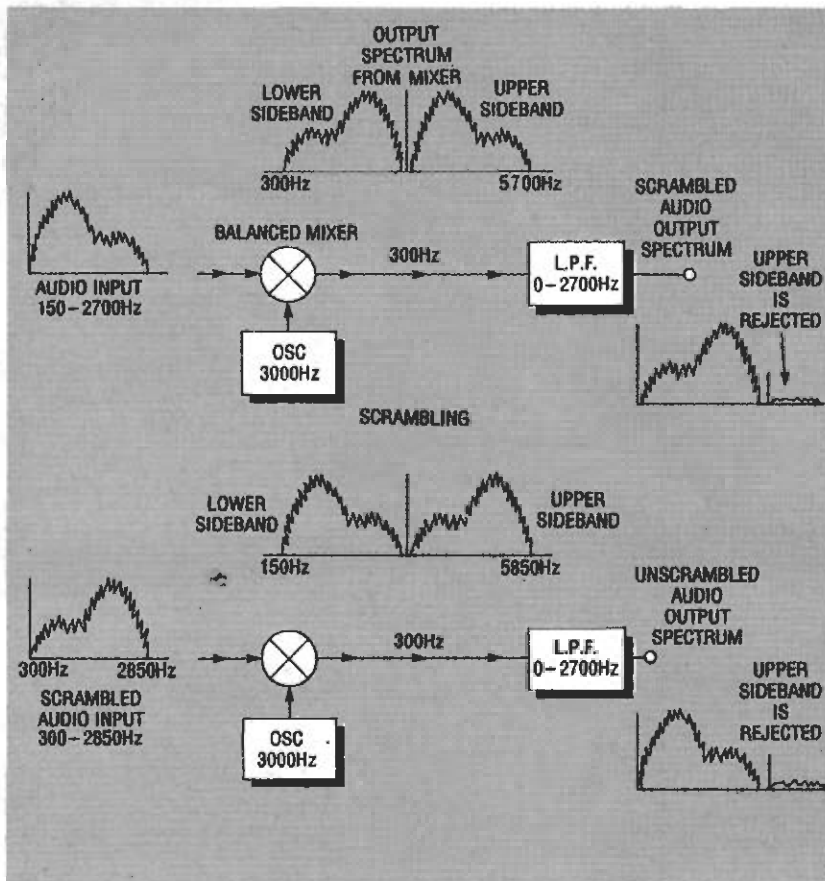 OUTPUT
SPECTRUM
FROM MIXER
LOWER
SIDEBAND
UPPER
SIDEBAND
300Hz
5700Hz
SCRAMBLED
AUDIO
OUTPUT
SPECTRUM
BALANCED MIXER
300Hz
L.P.F.
0-2700Hz
UPPER
SIDEBAND
IS
REJECTED
AUDIO INPUT
150-2700Hz
OSC
3000Hz
SCRAMBLING
LOWER
SIDEBAND
UPPER
SIDEBAND
150Hz
5850Hz
UNSCRAMBLED
AUDIO
OUTPUT
SPECTRUM
300Hz
2850Hz
300Hz
L.P.F.
0-2700Hz
UPPER
SIDEBAND
IS
REJECTED
SCRAMBLED
AUDIO INPUT
300-2850Hz
OSC
3000Hz